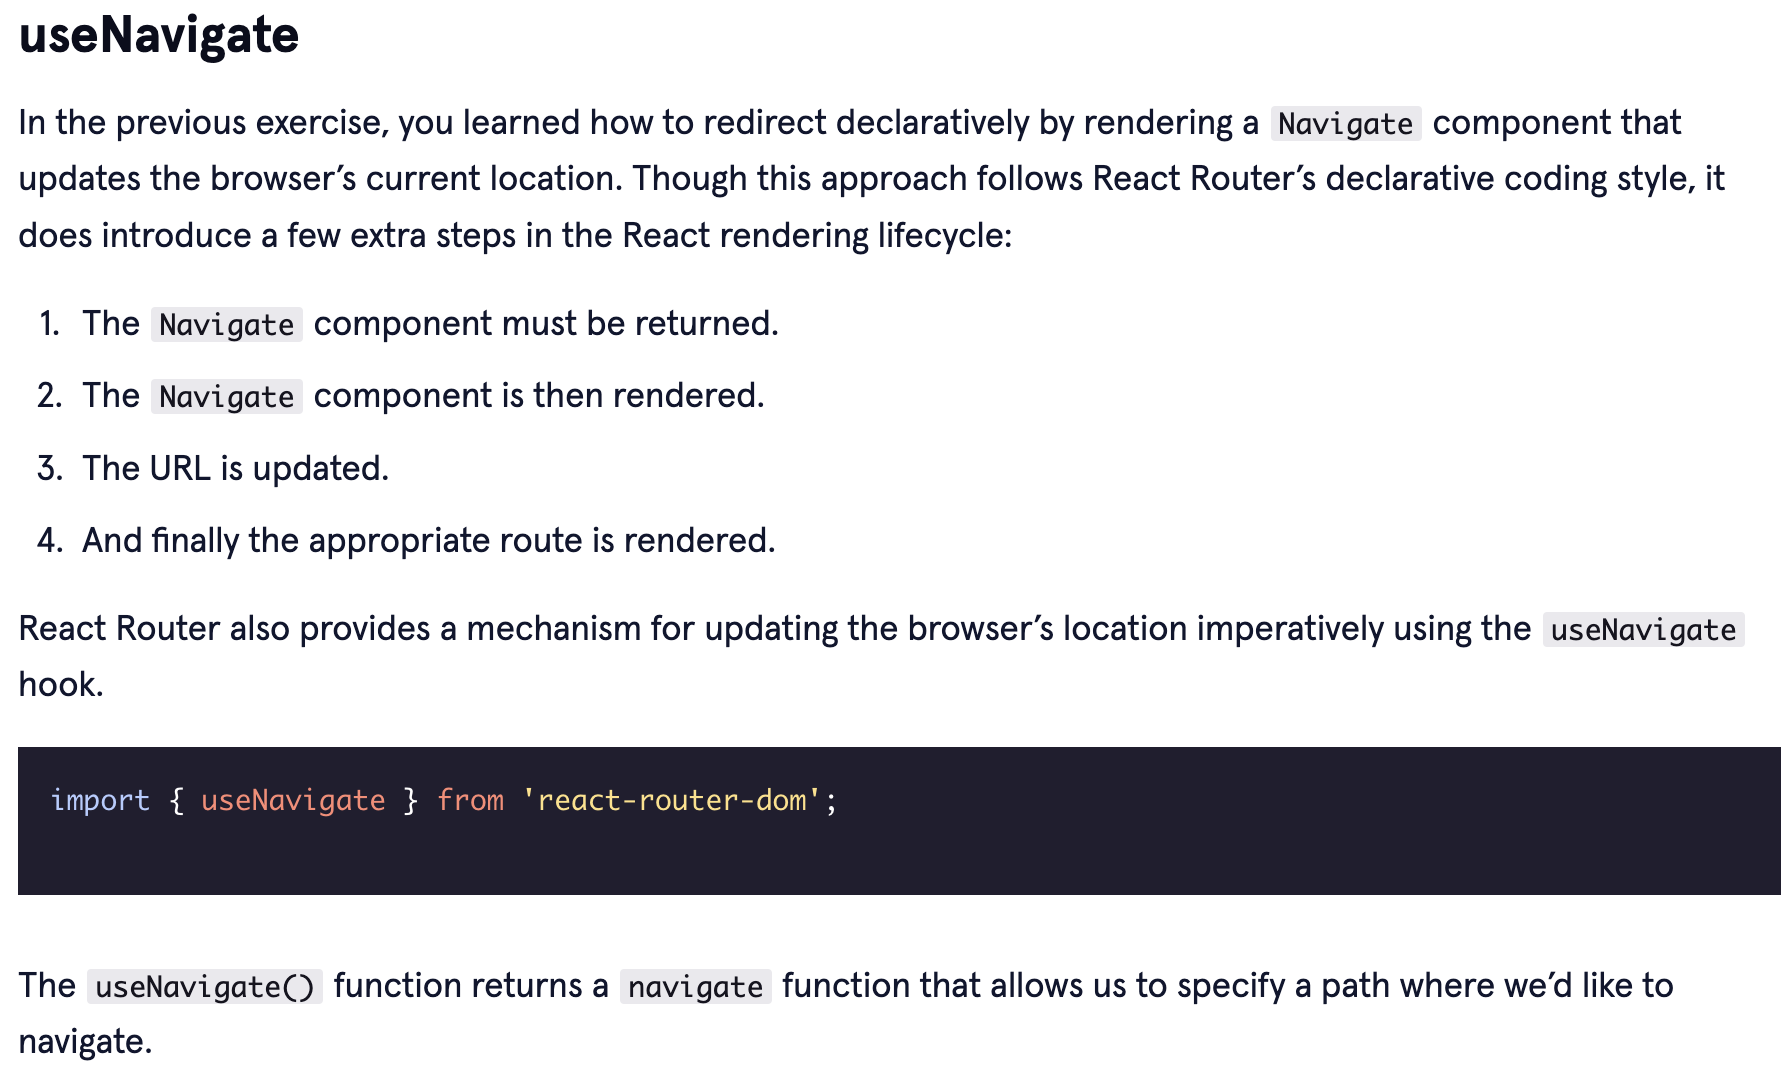 useNavigate
In the previous exercise, you learned how to redirect declaratively by rendering a Navigate component that
updates the browser’s current location. Though this approach follows React Router’s declarative coding style, it
does introduce a few extra steps in the React rendering lifecycle:
1. The Navigate component must be returned.
2. The Navigate component is then rendered.
3. The URL is updated.
4. And finally the appropriate route is rendered.
React Router also provides a mechanism for updating the browser’s location imperatively using the useNavigate
hook.
import { useNavigate } from 'react-router-dom';
The useNavigate() function returns a navigate function that allows us to specify a path where we’d like to
navigate.